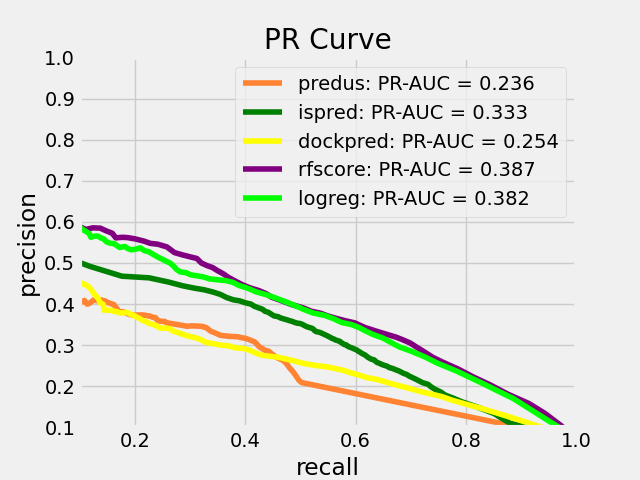 PR Curve
predus: PR-AUC = 0.236
ispred: PR-AUC = 0.333
dockpred: PR-AUC = 0.254
rfscore: PR-AUC = 0.387
logreg: PR-AUC = 0.382
precision
1.0
0.9
0.8
0.7
0.6
0.5
0.4
0.3
0.2
0.1
0.2 0.4 0.6 0.8 1.0
recall